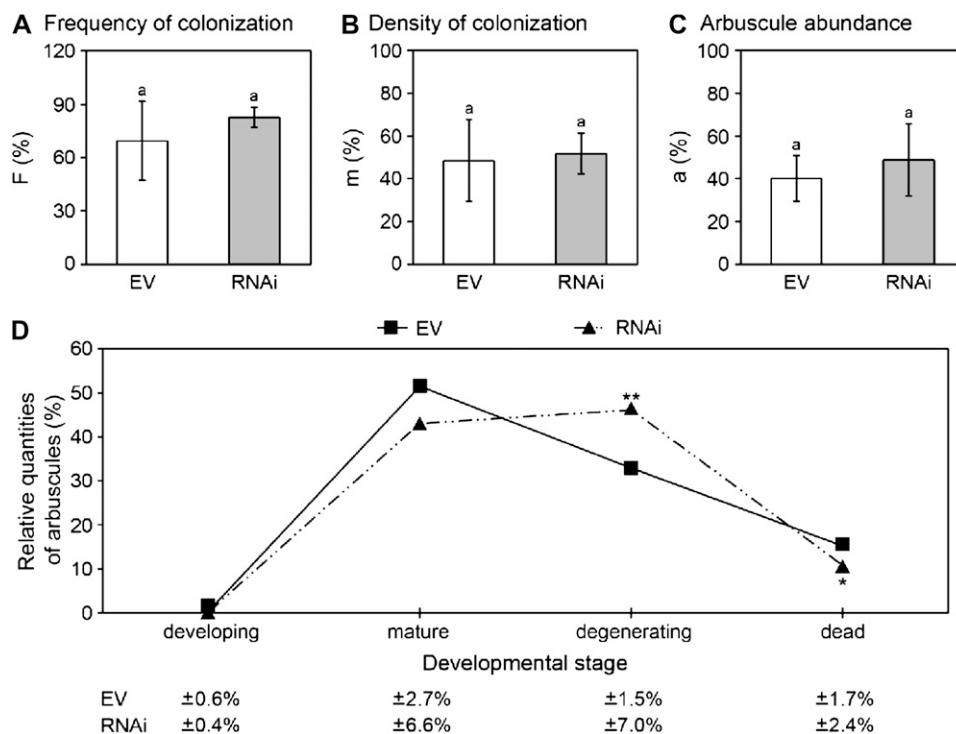 A Frequency of colonization
120
90
60
30
0
F (%)
a
a
EV
RNAi
B Density of colonization
100
80
60
40
20
0
m (%)
a
a
EV
RNAi
C Arbuscule abundance
100
80
60
40
20
0
a (%)
a
a
EV
RNAi
D
EV
RNAi
60
50
40
30
20
10
0
Relative quantities
of arbuscules (%)
**
*
developing mature degenerating dead
Developmental stage
EV ±0.6% ±2.7% ±1.5% ±1.7%
RNAi ±0.4% ±6.6% ±7.0% ±2.4%